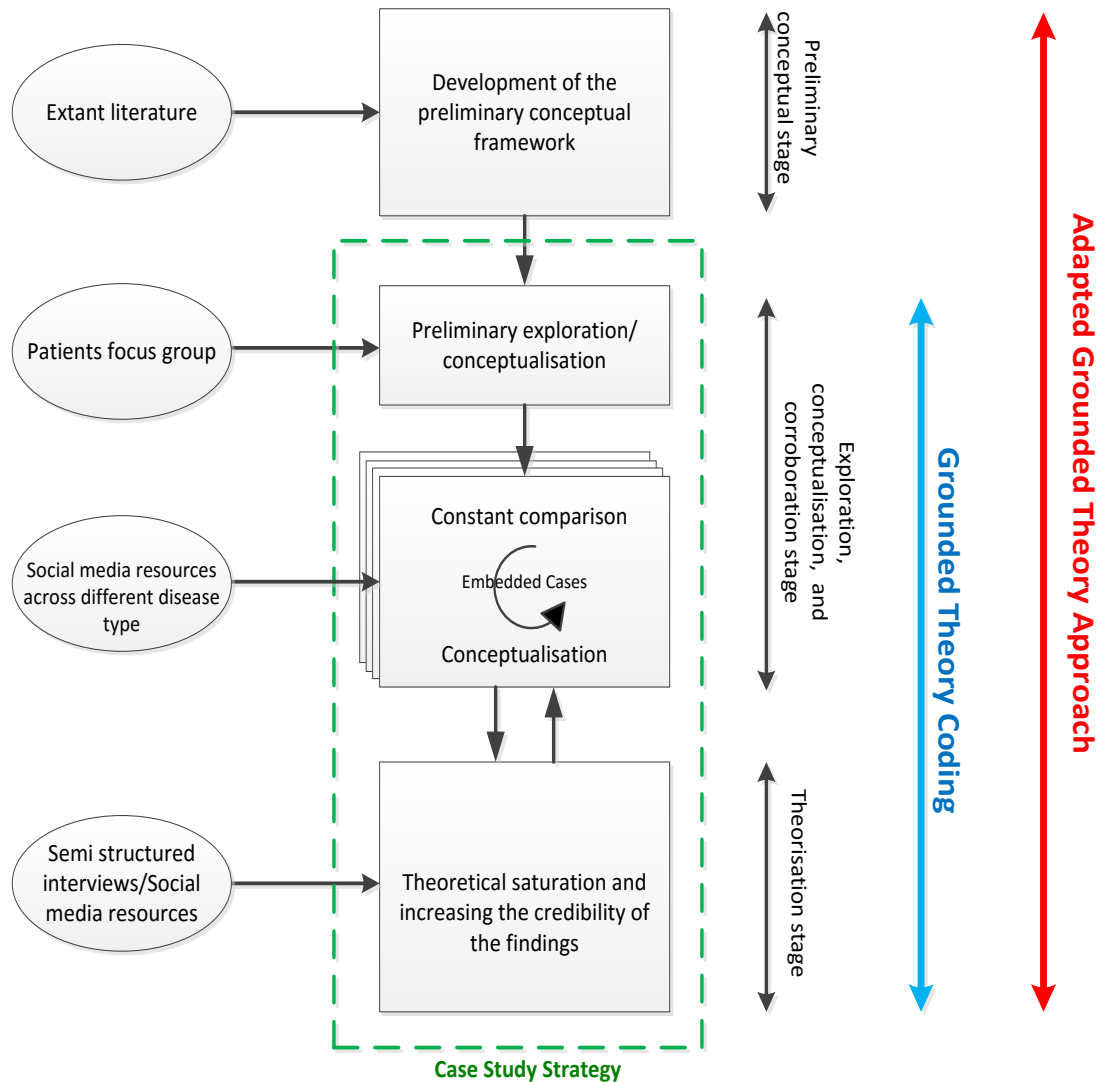 Extant literature
Development of the
preliminary conceptual
framework
Preliminary
conceptual stage
Patients focus group
Preliminary exploration/
conceptualisation
Exploration,
conceptualisation, and
corroboration stage
Social media resources
across different disease
type
Constant comparison
Embedded Cases
Conceptualisation
Semi structured
interviews/Social
media resources
Theoretical saturation and
increasing the credibility of
the findings
Theorisation stage
Grounded Theory Coding
Adapted Grounded Theory Approach
Case Study Strategy